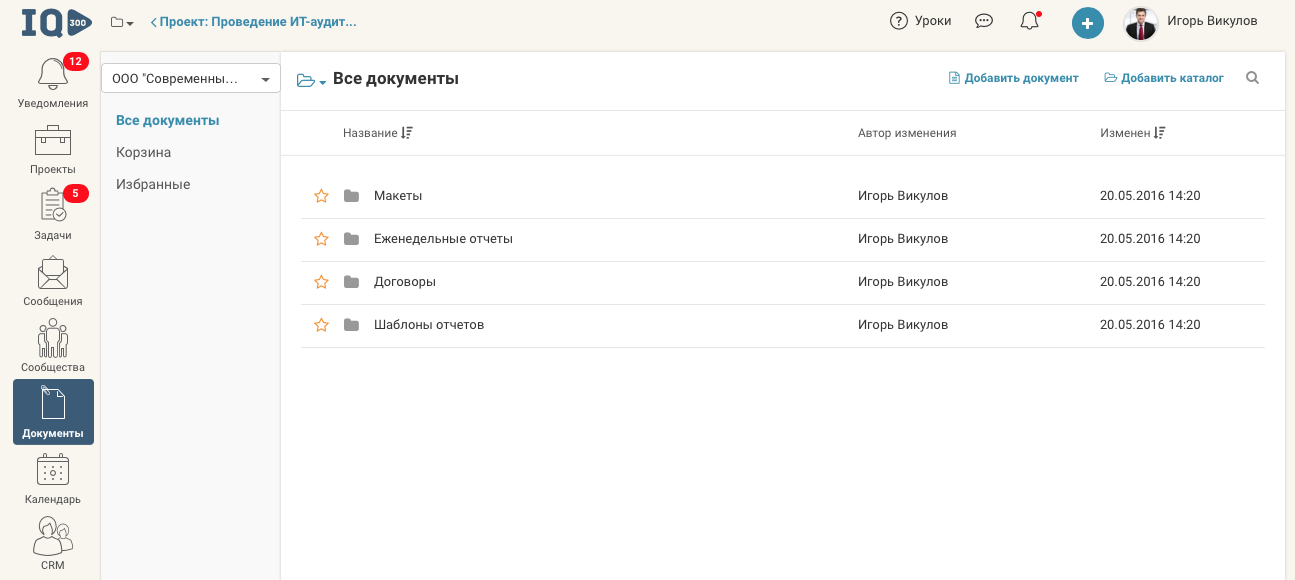 IQ 300
Проект: Проведение ИТ-аудит...
Уроки
Игорь Викулов
12
Уведомления
Проекты
5
Задачи
Сообщения
Сообщества
Документы
Календарь
CRM
ООО "Современны...
Все документы
Корзина
Избранные
Все документы
Добавить документ
Добавить каталог
Название Автор изменения Изменен
Макеты Игорь Викулов 20.05.2016 14:20
Еженедельные отчеты Игорь Викулов 20.05.2016 14:20
Договоры Игорь Викулов 20.05.2016 14:20
Шаблоны отчетов Игорь Викулов 20.05.2016 14:20